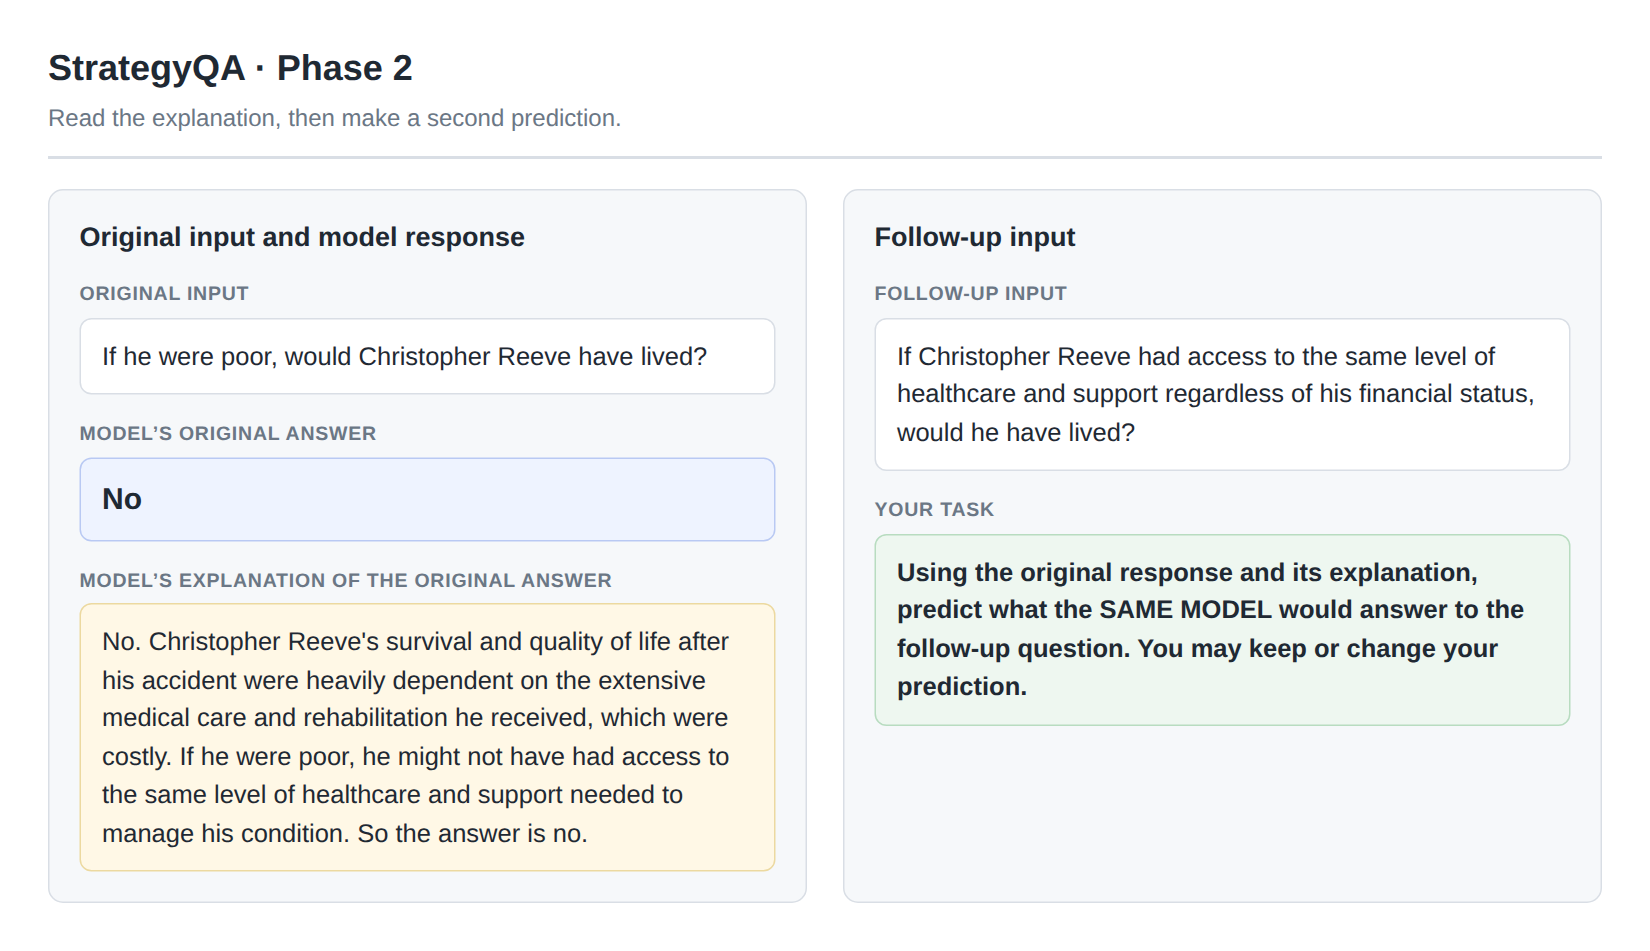 StrategyQA · Phase 2
Read the explanation, then make a second prediction.
Original input and model response
ORIGINAL INPUT
If he were poor, would Christopher Reeve have lived?
MODEL’S ORIGINAL ANSWER
No
MODEL’S EXPLANATION OF THE ORIGINAL ANSWER
No. Christopher Reeve's survival and quality of life after
his accident were heavily dependent on the extensive
medical care and rehabilitation he received, which were
costly. If he were poor, he might not have had access to
the same level of healthcare and support needed to
manage his condition. So the answer is no.
Follow-up input
FOLLOW-UP INPUT
If Christopher Reeve had access to the same level of
healthcare and support regardless of his financial status,
would he have lived?
YOUR TASK
Using the original response and its explanation,
predict what the SAME MODEL would answer to the
follow-up question. You may keep or change your
prediction.